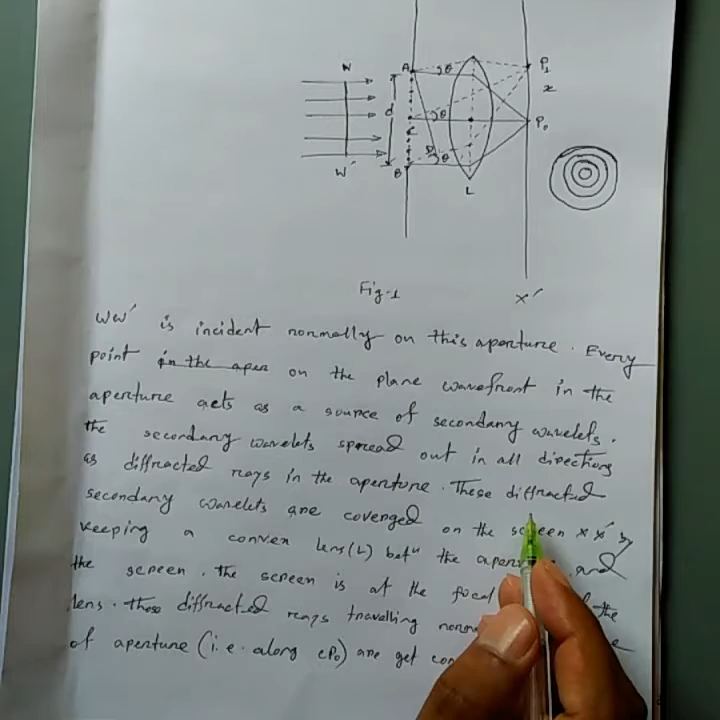 W
A
θ
P1
x
d
C
θ
P0
D
θ
B
W'
L
Fig-1
x'
WW' is incident normally on this aperture. Every
point in the aper on the plane wavefront in the
aperture acts as a source of secondary wavelets.
the secondary wavelets spread out in all directions
as diffracted rays in the aperture. These diffracted
secondary wavelets are coverged on the screen xx' by
keeping a convex lens(L) betn the and
the screen. the screen is at the focal the
lens. Those diffracted rays travelling
of aperture (i.e. along CP0) are get